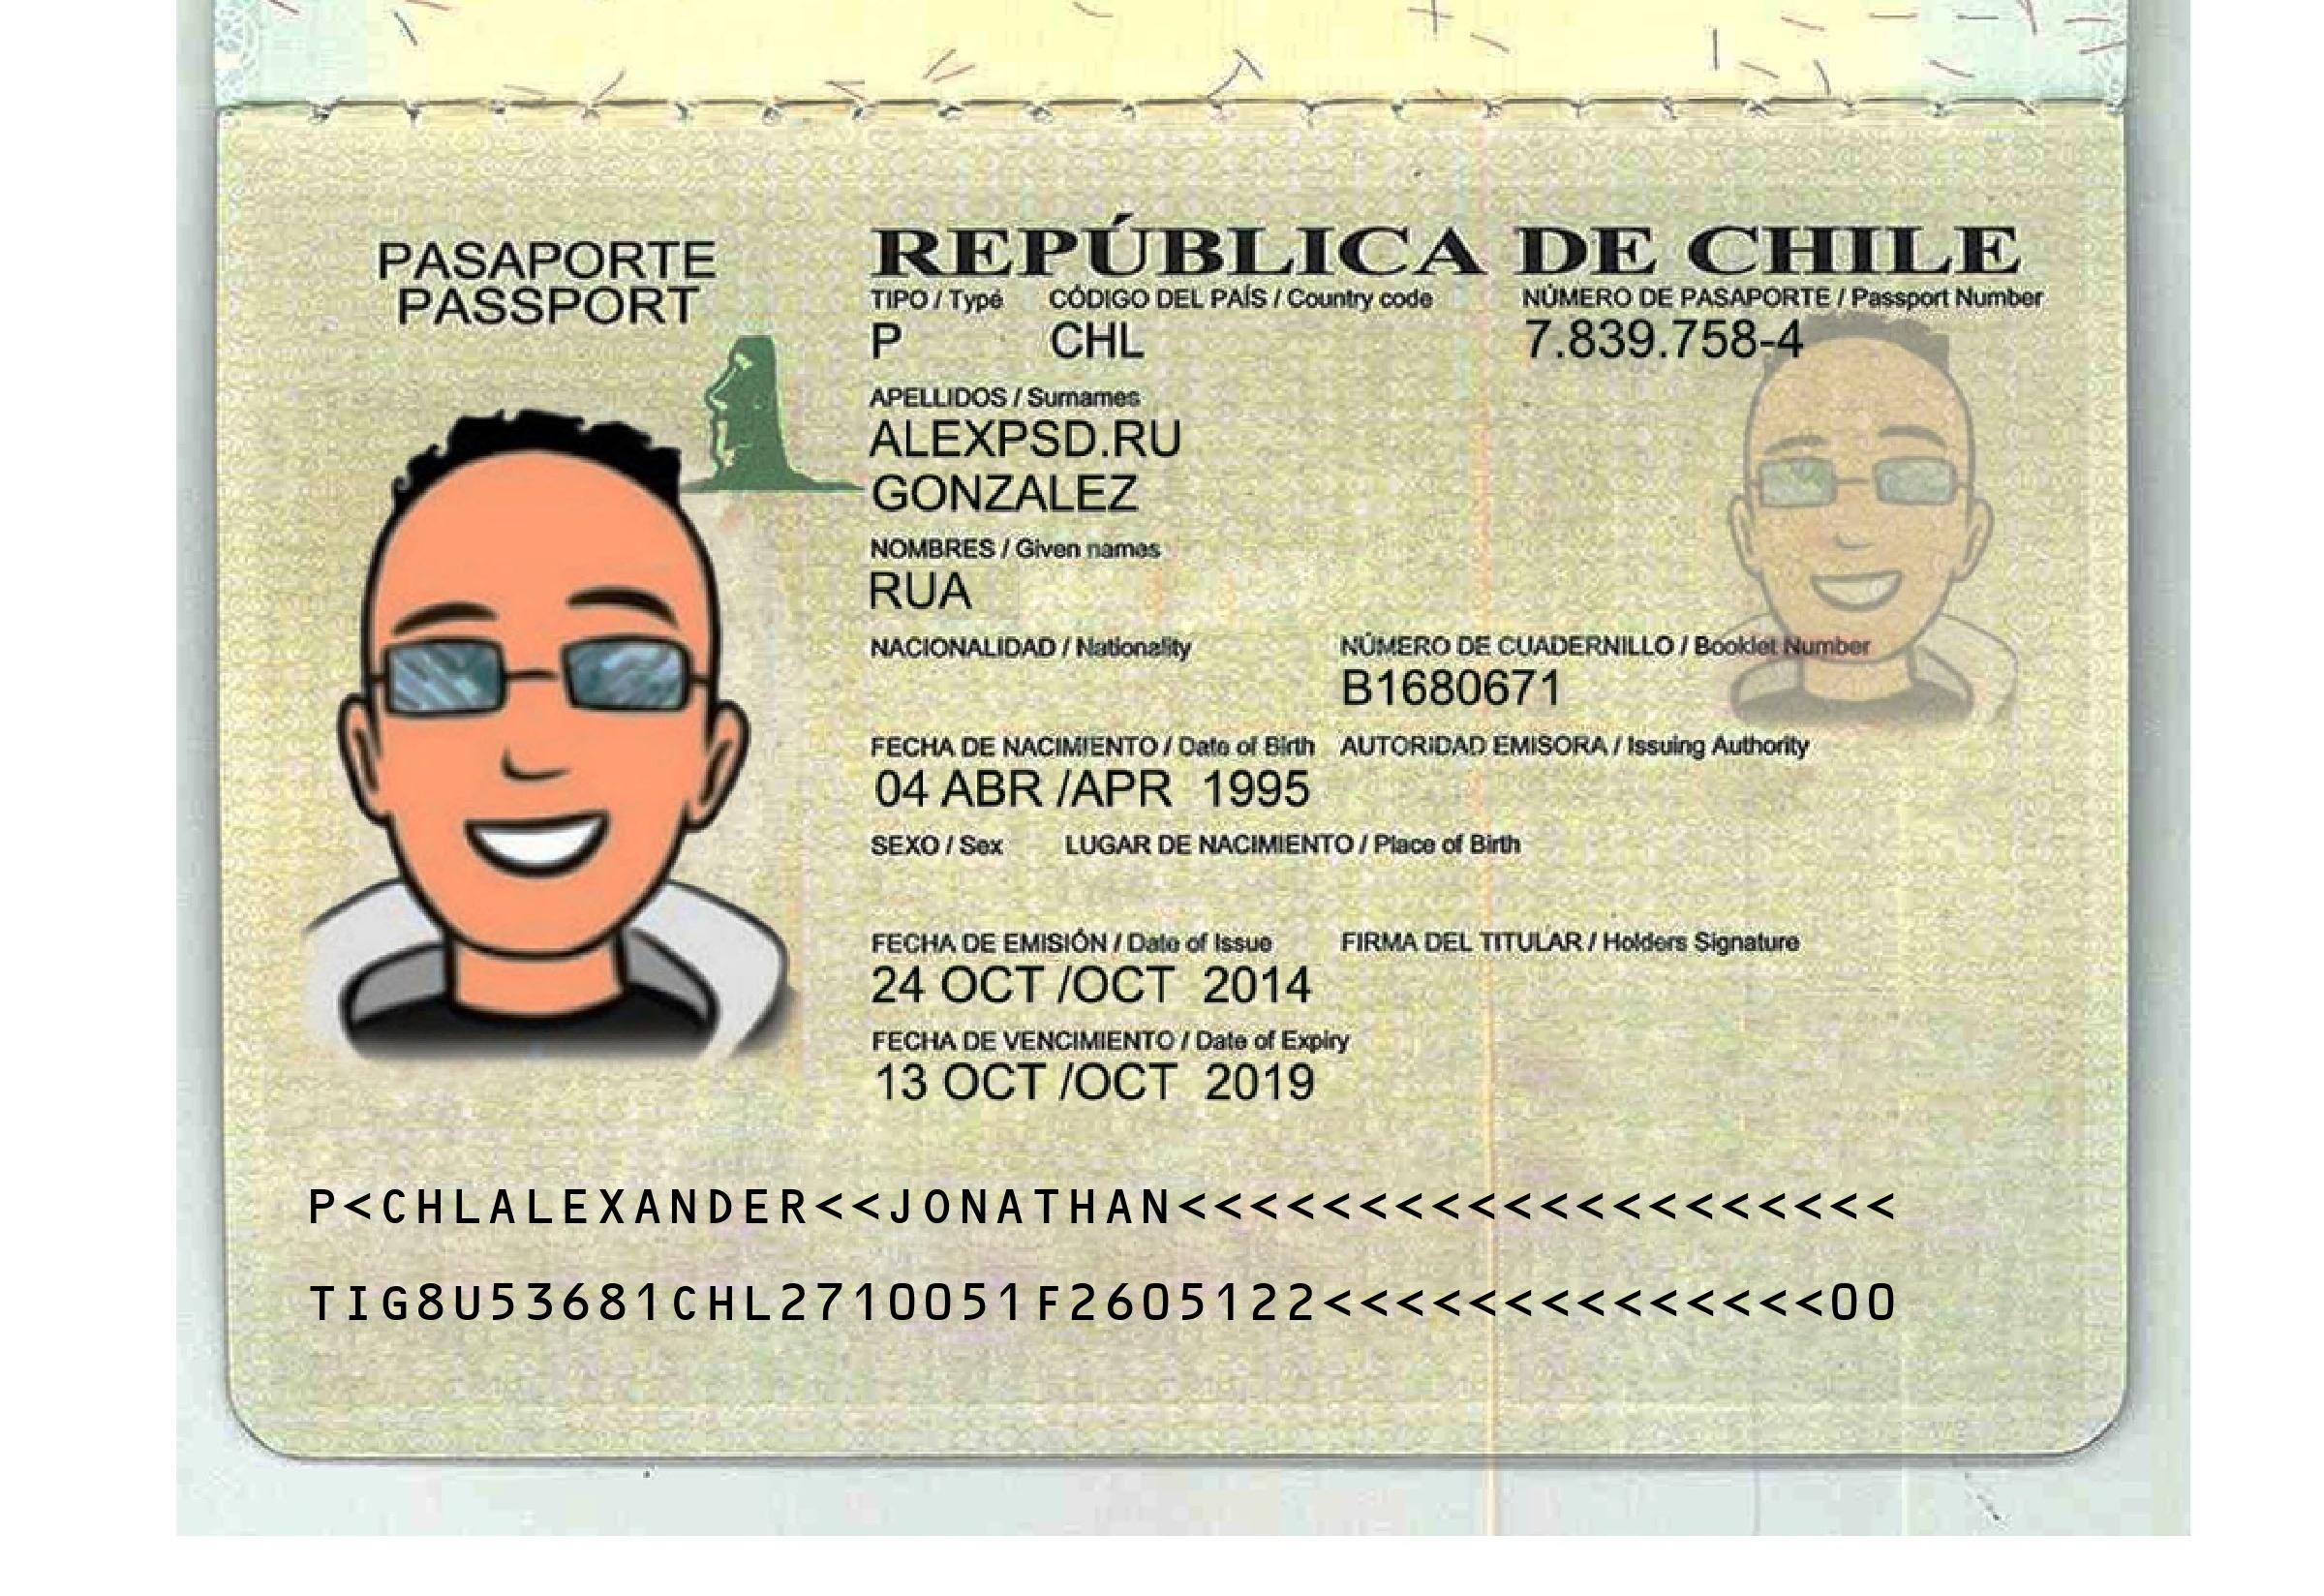 PASAPORTE
PASSPORT
REPÚBLICA DE CHILE
TIPO / Type CÓDIGO DEL PAÍS / Country code NÚMERO DE PASAPORTE / Passport Number
P CHL 7.839.758-4
APELLIDOS / Surnames
ALEXPSD.RU
GONZALEZ
NOMBRES / Given names
RUA
NACIONALIDAD / Nationality NÚMERO DE CUADERNILLO / Booklet Number
B1680671
FECHA DE NACIMIENTO / Date of Birth AUTORIDAD EMISORA / Issuing Authority
04 ABR /APR 1995
SEXO / Sex LUGAR DE NACIMIENTO / Place of Birth
FECHA DE EMISIÓN / Date of Issue FIRMA DEL TITULAR / Holders Signature
24 OCT /OCT 2014
FECHA DE VENCIMIENTO / Date of Expiry
13 OCT /OCT 2019
P<CHLALEXANDER<<JONATHAN<<<<<<<<<<<<<<<<<<<<
TIG8U53681CHL2710051F2605122<<<<<<<<<<<<<<00